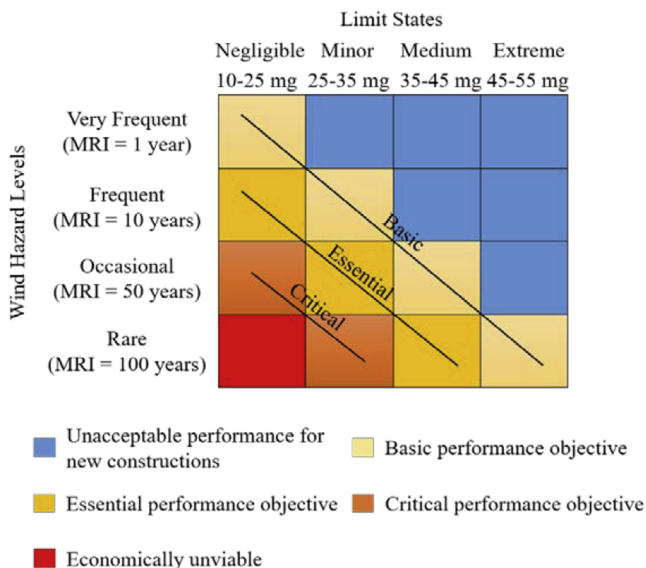 Limit States
Negligible Minor Medium Extreme
10-25 mg 25-35 mg 35-45 mg 45-55 mg
Wind Hazard Levels
Very Frequent
(MRI = 1 year)
Frequent
(MRI = 10 years)
Occasional
(MRI = 50 years)
Rare
(MRI = 100 years)
Basic
Essential
Critical
Unacceptable performance for
new constructions
Basic performance objective
Essential performance objective
Critical performance objective
Economically unviable